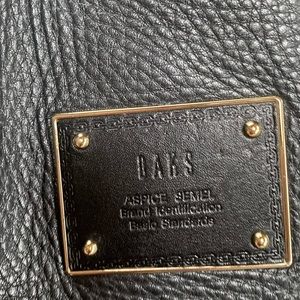 DAKS
ASPICE SEMEL
Brand Identification
Basic Standards